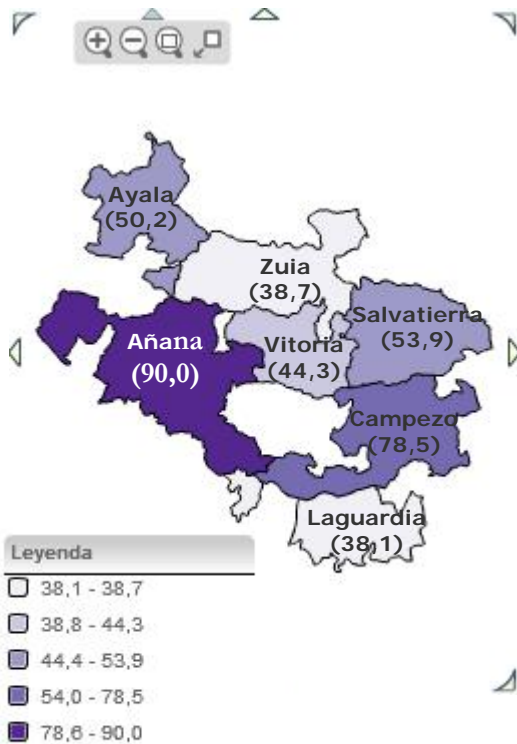 Ayala
(50,2)
Zuia
(38,7)
Salvatierra
(53,9)
Añana
(90,0)
Vitoria
(44,3)
Campezo
(78,5)
Laguardia
(38,1)
Leyenda
38,1 - 38,7
38,8 - 44,3
44,4 - 53,9
54,0 - 78,5
78,6 - 90,0